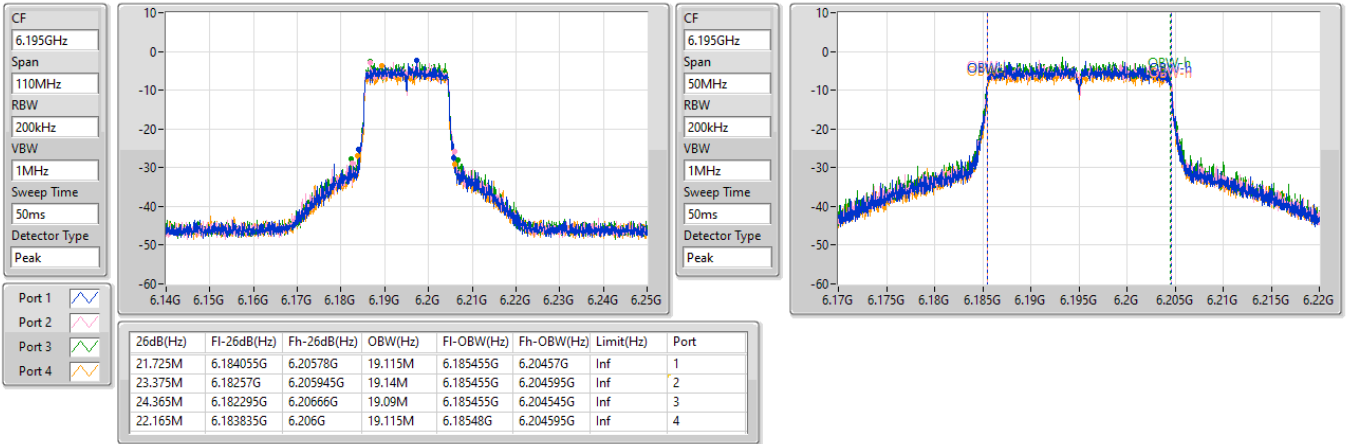 CF
6.195GHz
Span
110MHz
RBW
200kHz
VBW
1MHz
Sweep Time
50ms
Detector Type
Peak
Port 1
Port 2
Port 3
Port 4
10
0
-10
-20
-30
-40
-50
-60
6.14G 6.15G 6.16G 6.17G 6.18G 6.19G 6.2G 6.21G 6.22G 6.23G 6.24G 6.25G
CF
6.195GHz
Span
50MHz
RBW
200kHz
VBW
1MHz
Sweep Time
50ms
Detector Type
Peak
10
0
-10
-20
-30
-40
-50
-60
OBW-h
OBW-h
6.17G 6.175G 6.18G 6.185G 6.19G 6.195G 6.2G 6.205G 6.21G 6.215G 6.22G
26dB(Hz) Fl-26dB(Hz) Fh-26dB(Hz) OBW(Hz) Fl-OBW(Hz) Fh-OBW(Hz) Limit(Hz) Port
21.725M 6.184055G 6.20578G 19.115M 6.185455G 6.20457G Inf 1
23.375M 6.18257G 6.205945G 19.14M 6.185455G 6.204595G Inf 2
24.365M 6.182295G 6.20666G 19.09M 6.185455G 6.204545G Inf 3
22.165M 6.183835G 6.206G 19.115M 6.18548G 6.204595G Inf 4